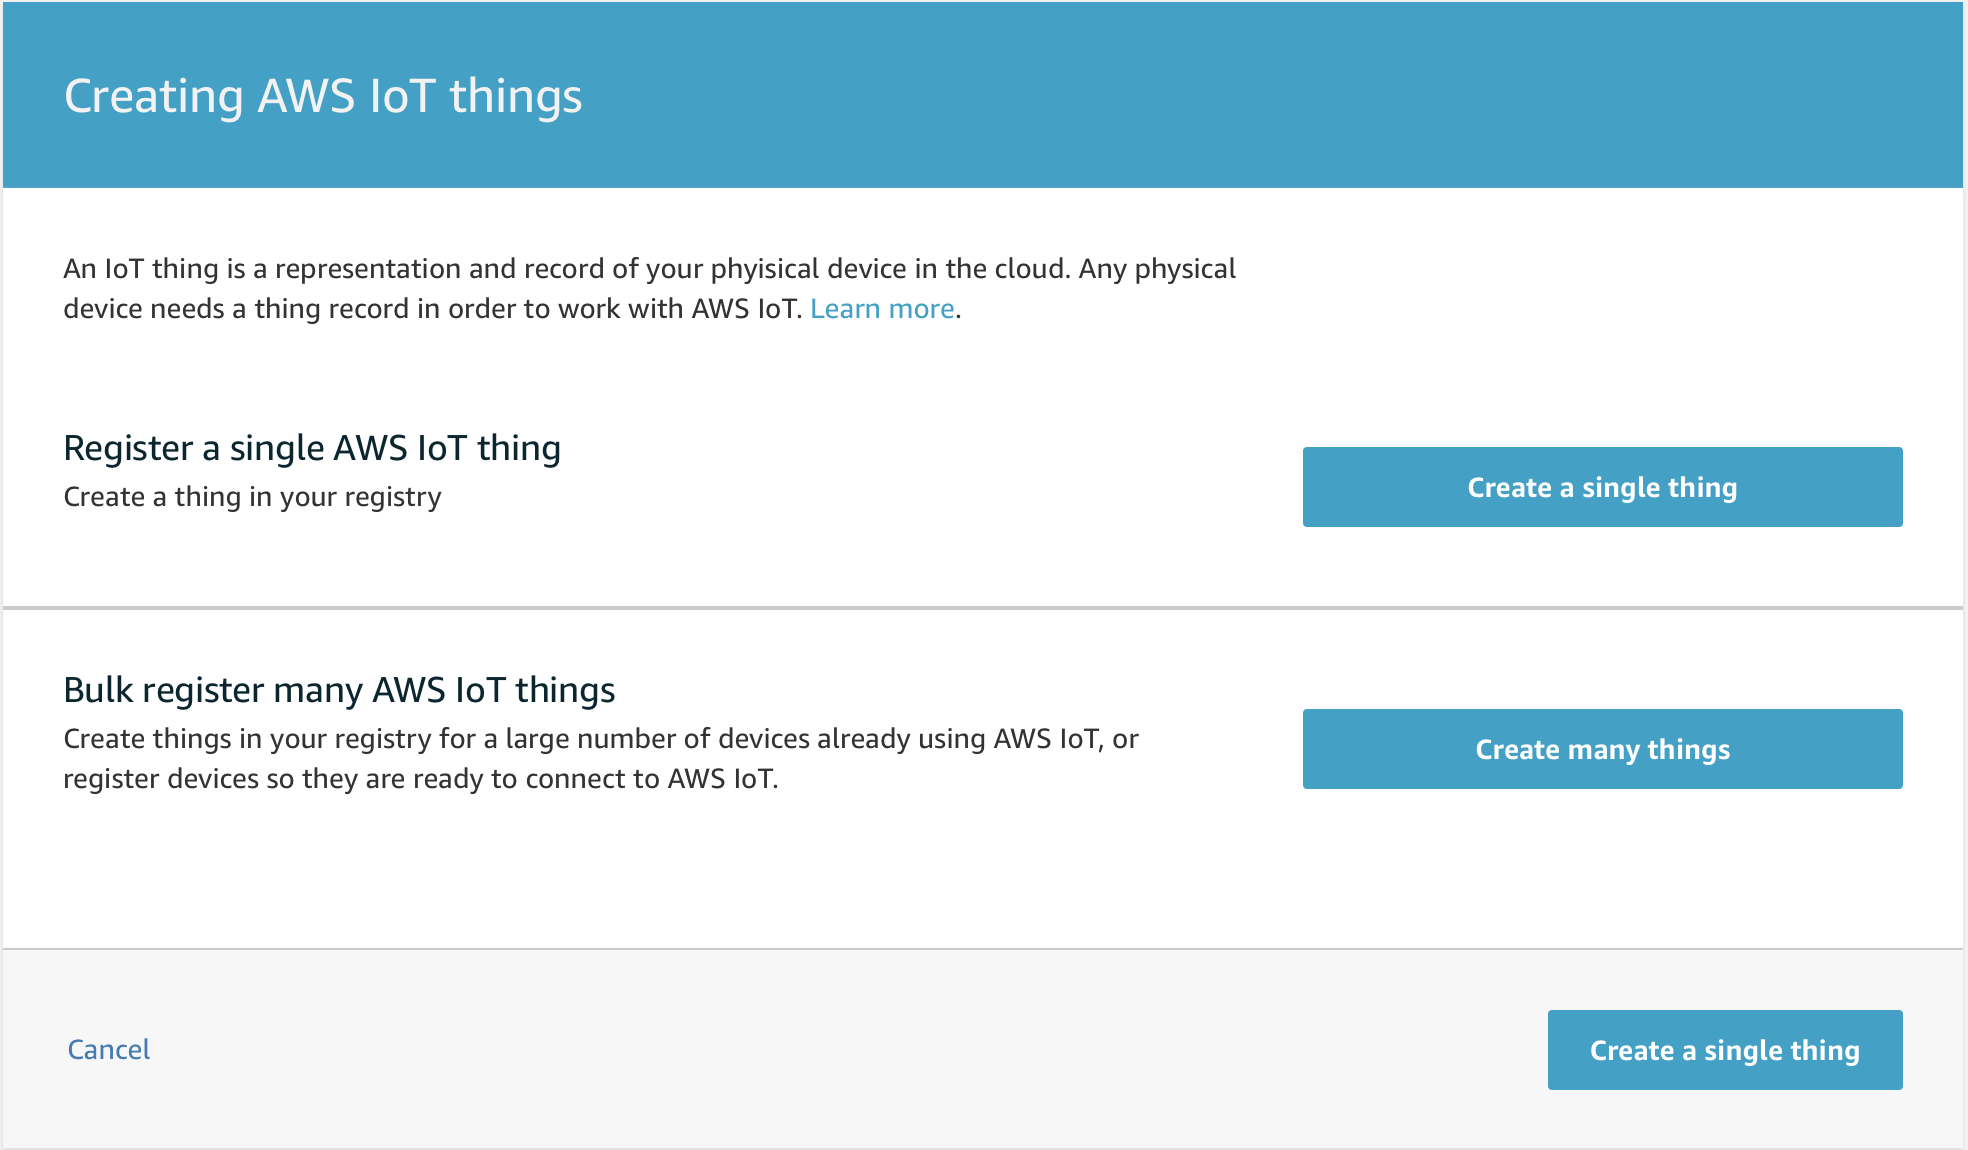 Creating AWS IoT things
An IoT thing is a representation and record of your phyisical device in the cloud. Any physical
device needs a thing record in order to work with AWS IoT. Learn more.
Register a single AWS IoT thing
Create a thing in your registry
Create a single thing
Bulk register many AWS IoT things
Create things in your registry for a large number of devices already using AWS IoT, or
register devices so they are ready to connect to AWS IoT.
Create many things
Cancel
Create a single thing